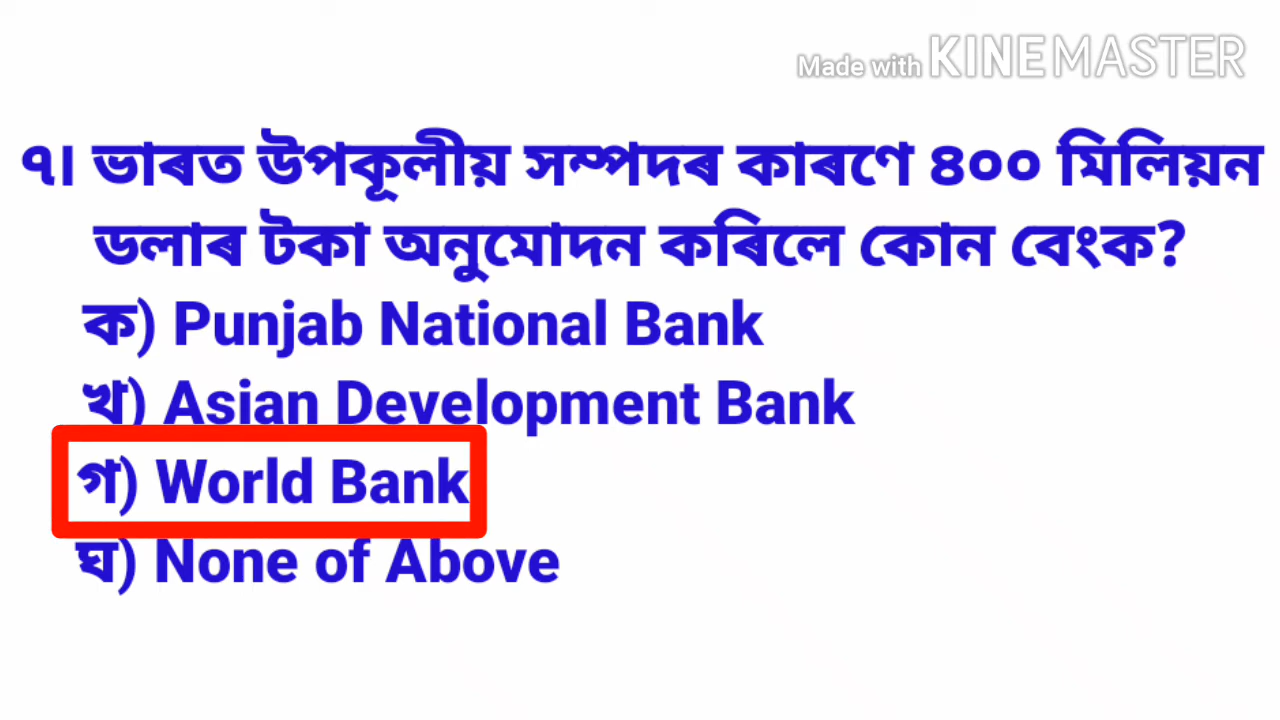 Made with KINEMASTER
৭। ভাৰত উপকূলীয় সম্পদৰ কাৰণে ৪০০ মিলিয়ন
ডলাৰ টকা অনুমোদন কৰিলে কোন বেংক?
ক) Punjab National Bank
খ) Asian Development Bank
গ) World Bank
ঘ) None of Above